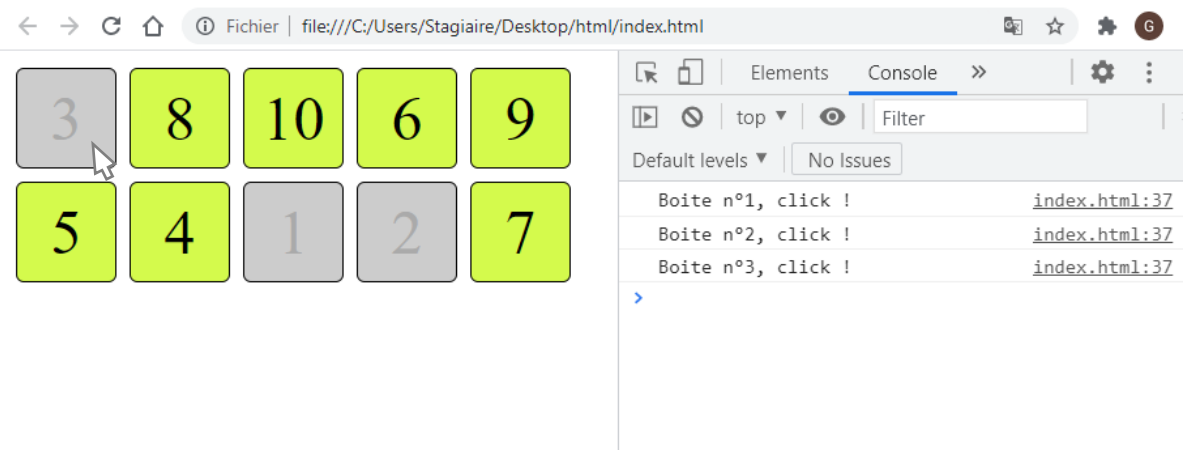 Fichier file:///C:/Users/Stagiaire/Desktop/html/index.html G
3 8 10 6 9
5 4 1 2 7
Elements Console »
top ▼ Filter
Default levels ▼ No Issues
Boite n°1, click ! index.html:37
Boite n°2, click ! index.html:37
Boite n°3, click ! index.html:37